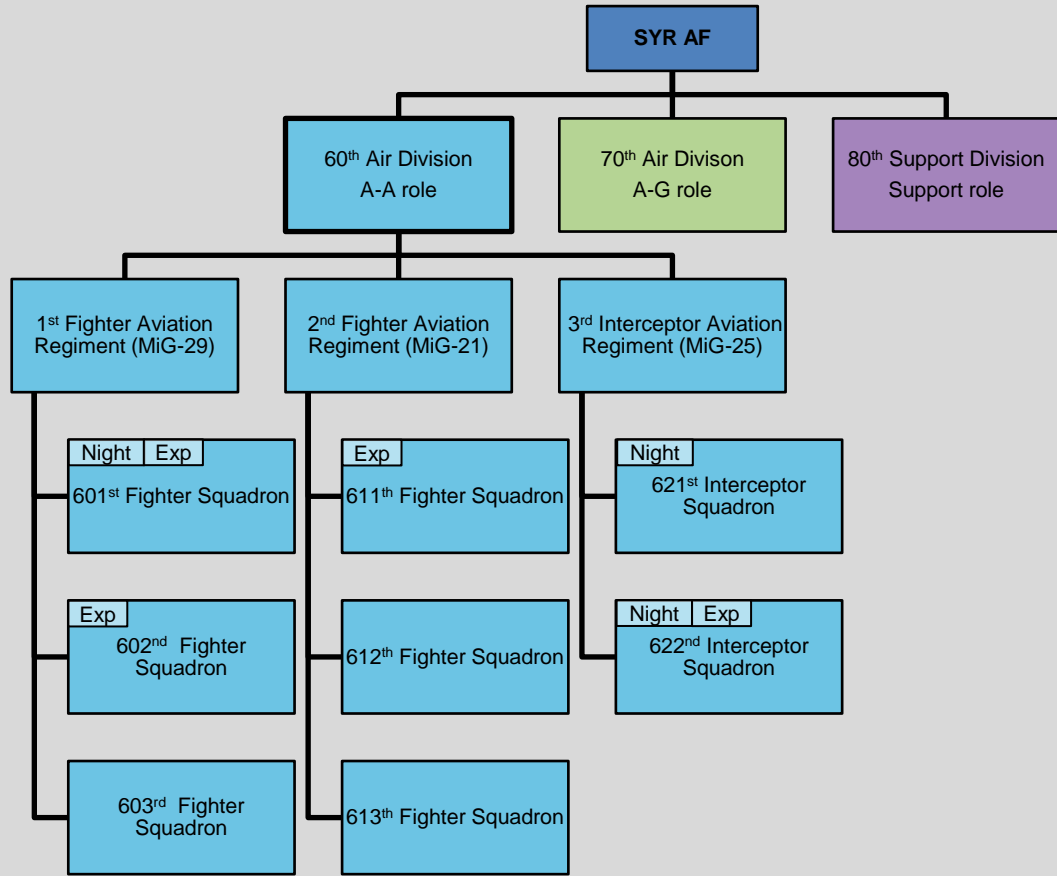 SYR AF
60th Air Division
A-A role
70th Air Divison
A-G role
80th Support Division
Support role
1st Fighter Aviation
Regiment (MiG-29)
2nd Fighter Aviation
Regiment (MiG-21)
3rd Interceptor Aviation
Regiment (MiG-25)
Night Exp
601st Fighter Squadron
Exp
611th Fighter Squadron
Night
621st Interceptor
Squadron
Exp
602nd Fighter
Squadron
612th Fighter Squadron
Night Exp
622nd Interceptor
Squadron
603rd Fighter
Squadron
613th Fighter Squadron